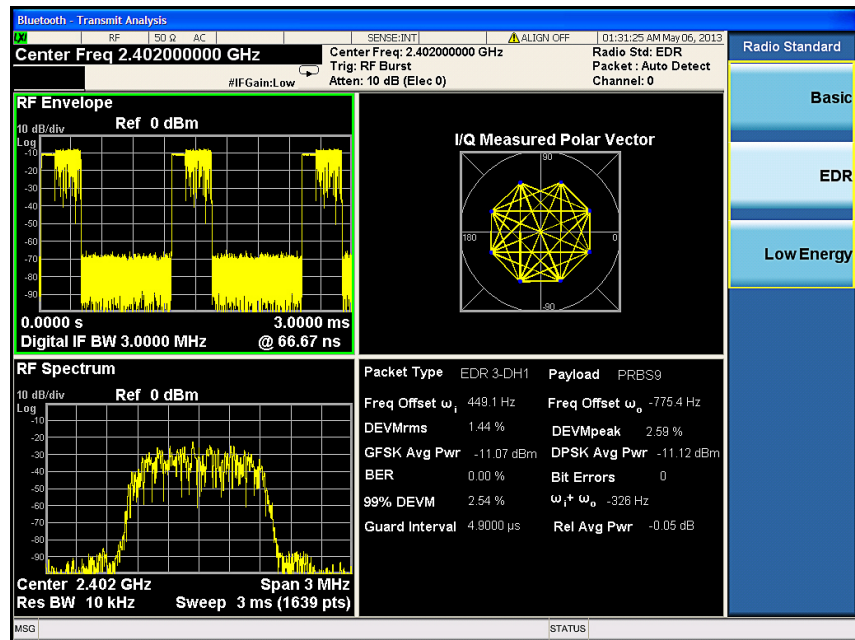 Bluetooth - Transmit Analysis
LXI RF 50 Ω AC SENSE:INT ALIGN OFF 01:31:25 AM May 06, 2013
Center Freq 2.402000000 GHz
#IFGain:Low
Center Freq: 2.402000000 GHz
Trig: RF Burst
Atten: 10 dB (Elec 0)
Radio Std: EDR
Packet : Auto Detect
Channel: 0
Radio Standard
Basic
EDR
Low Energy
RF Envelope
10 dB/div Ref 0 dBm
Log
-10
-20
-30
-40
-50
-60
-70
-80
-90
0.0000 s 3.0000 ms
Digital IF BW 3.0000 MHz @ 66.67 ns
I/Q Measured Polar Vector
90
180 0
-90
RF Spectrum
10 dB/div Ref 0 dBm
Log
-10
-20
-30
-40
-50
-60
-70
-80
-90
Center 2.402 GHz Span 3 MHz
Res BW 10 kHz Sweep 3 ms (1639 pts)
Packet Type EDR 3-DH1 Payload PRBS9
Freq Offset ωi 449.1 Hz Freq Offset ωo -775.4 Hz
DEVMrms 1.44 % DEVMpeak 2.59 %
GFSK Avg Pwr -11.07 dBm DPSK Avg Pwr -11.12 dBm
BER 0.00 % Bit Errors 0
99% DEVM 2.54 % ωi+ ωo -326 Hz
Guard Interval 4.9000 µs Rel Avg Pwr -0.05 dB
MSG STATUS